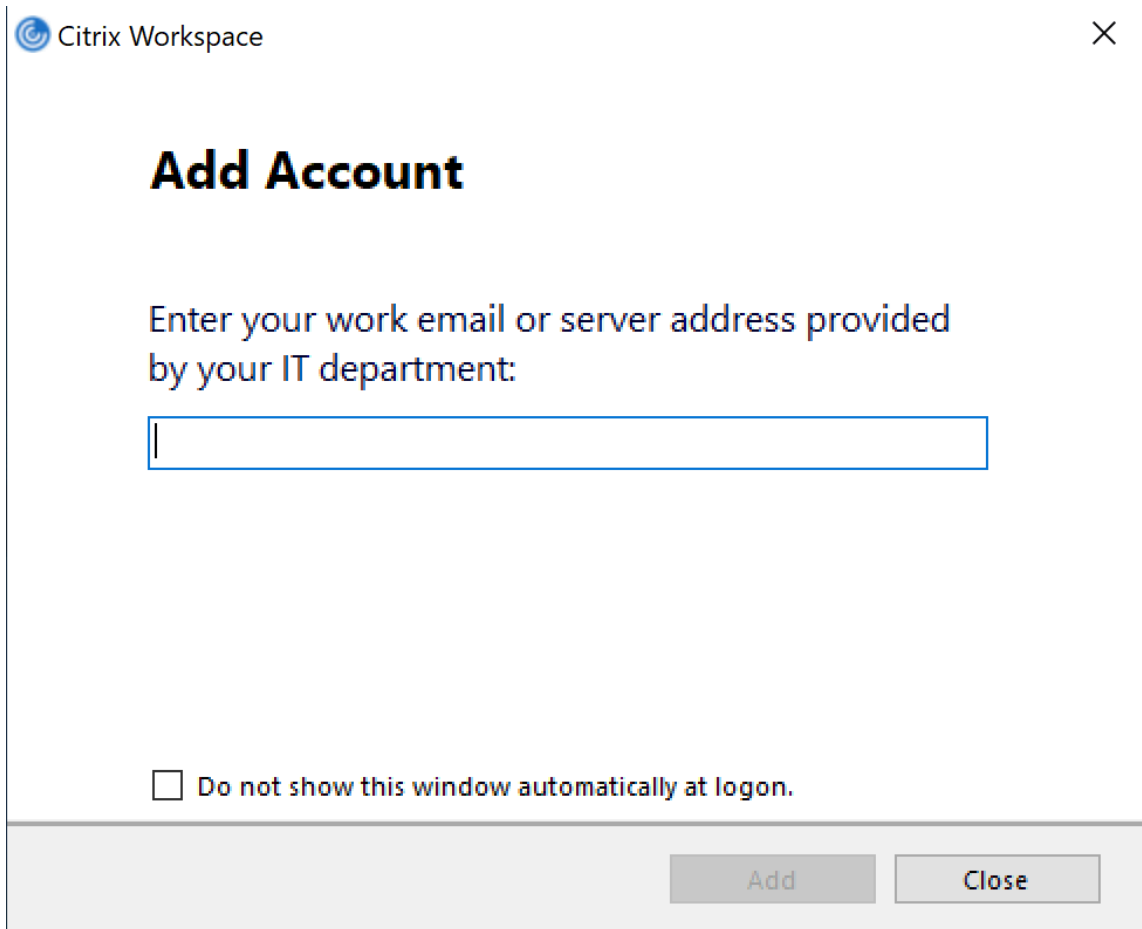 Citrix Workspace
Add Account
Enter your work email or server address provided
by your IT department:
Do not show this window automatically at logon.
Add
Close